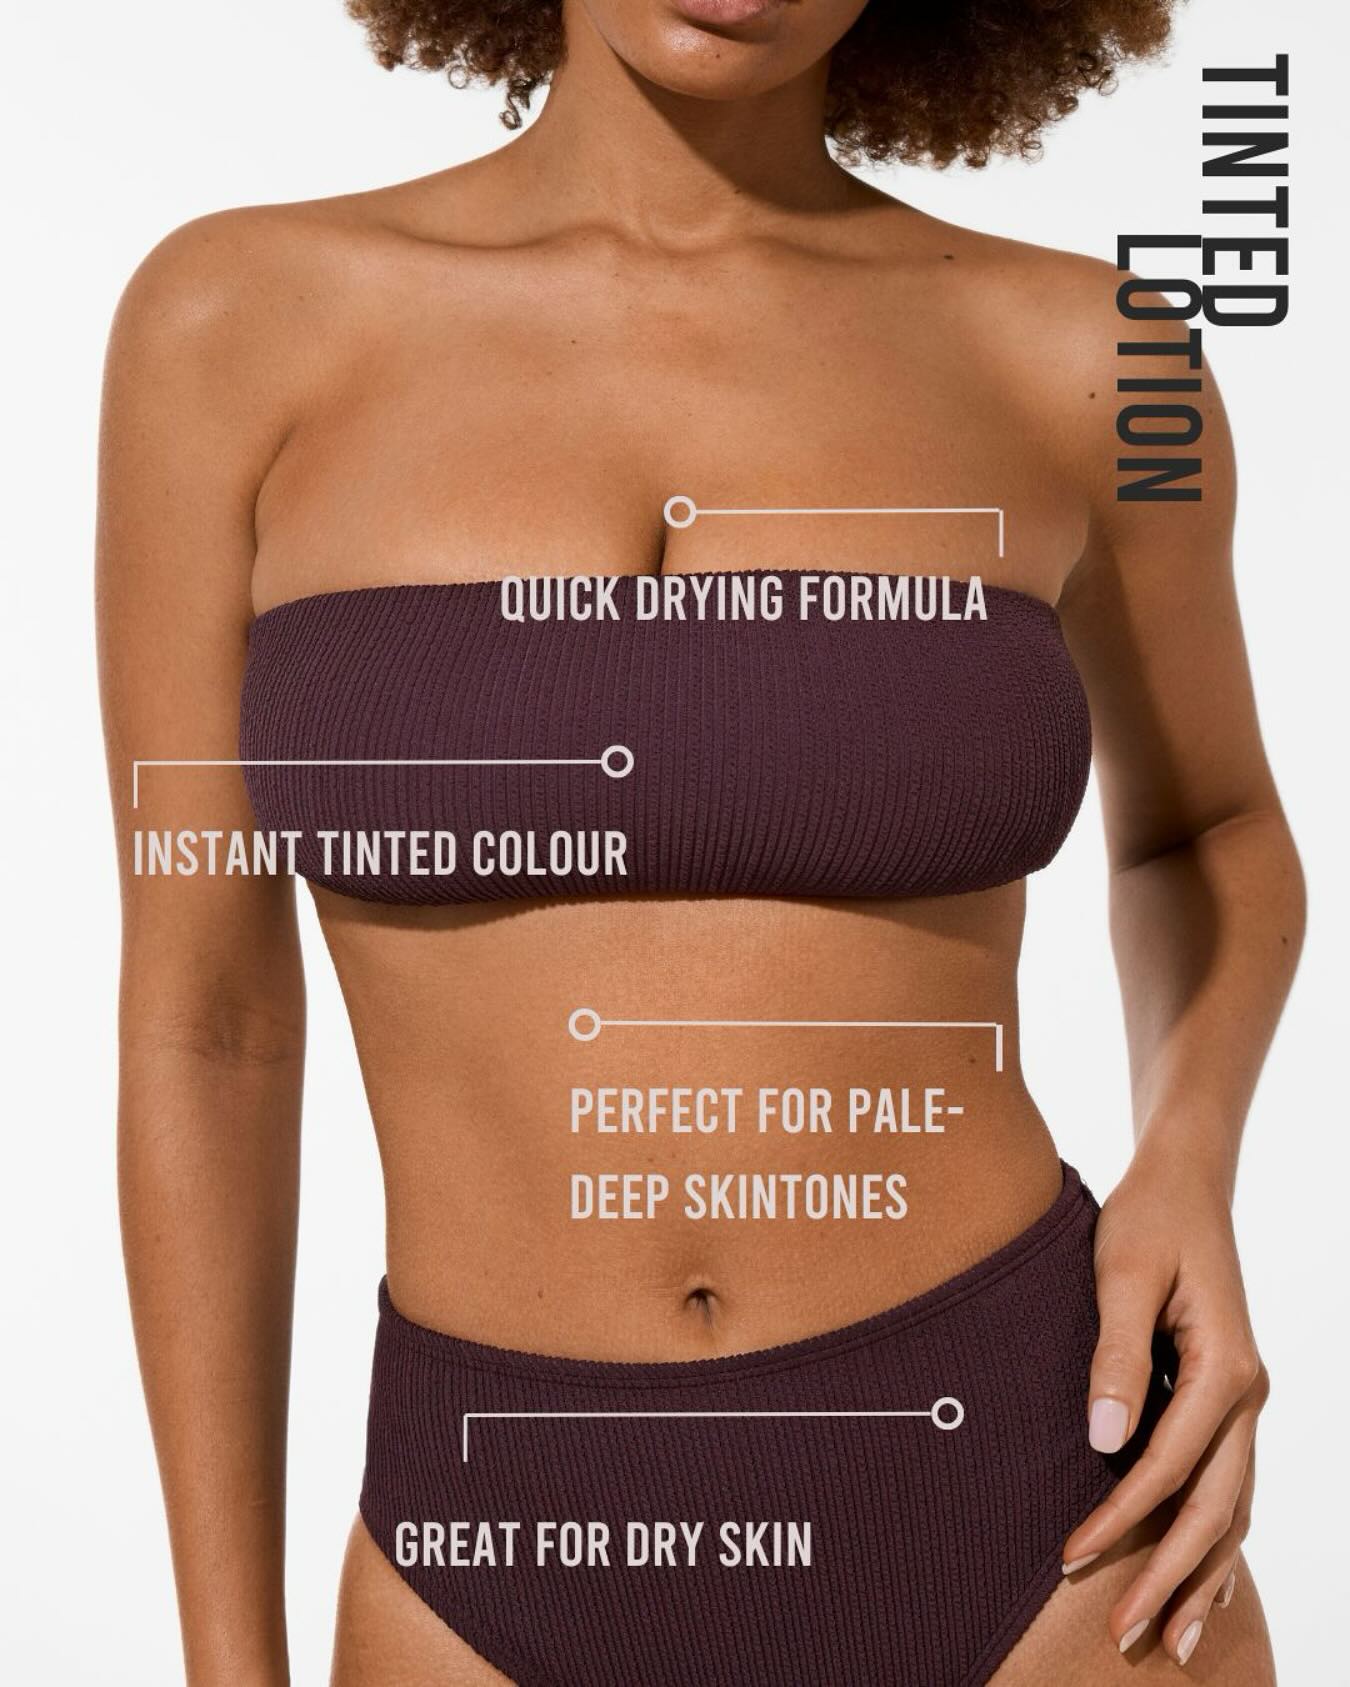 TINTED
LOTION
QUICK DRYING FORMULA
INSTANT TINTED COLOUR
PERFECT FOR PALE-
DEEP SKINTONES
GREAT FOR DRY SKIN